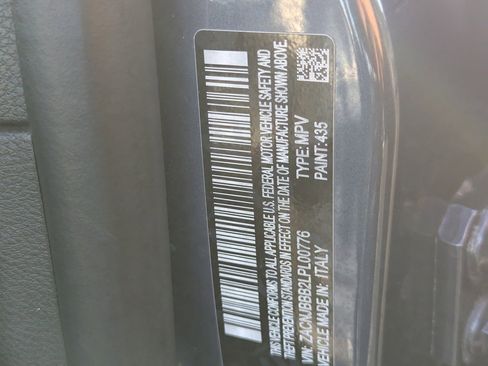 THIS VEHICLE CONFORMS TO ALL APPLICABLE U.S. FEDERAL MOTOR VEHICLE SAFETY AND
THEFT PREVENTION STANDARDS IN EFFECT ON THE DATE OF MANUFACTURE SHOWN ABOVE.
VIN: ZACNJBBB2LPL00776 TYPE: MPV
VEHICLE MADE IN: ITALY PAINT: 435